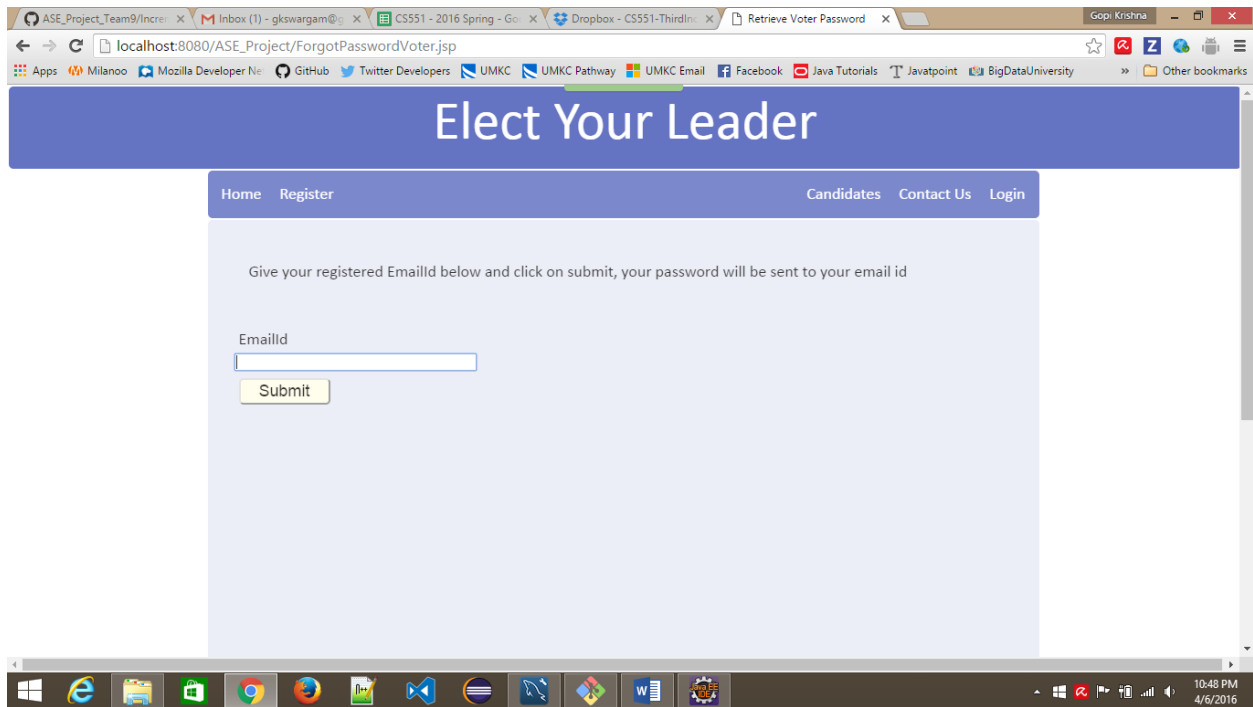 ASE_Project_Team9/Incre
Inbox (1) - gkswargam@g
CS551 - 2016 Spring - Go
Dropbox - CS551-ThirdInc
Retrieve Voter Password
Gopi Krishna
localhost:8080/ASE_Project/ForgotPasswordVoter.jsp
Apps Milanoo Mozilla Developer Ne GitHub Twitter Developers UMKC UMKC Pathway UMKC Email Facebook Java Tutorials Javatpoint BigDataUniversity » Other bookmarks
Elect Your Leader
Home Register Candidates Contact Us Login
Give your registered EmailId below and click on submit, your password will be sent to your email id
EmailId
Submit
10:48 PM
4/6/2016